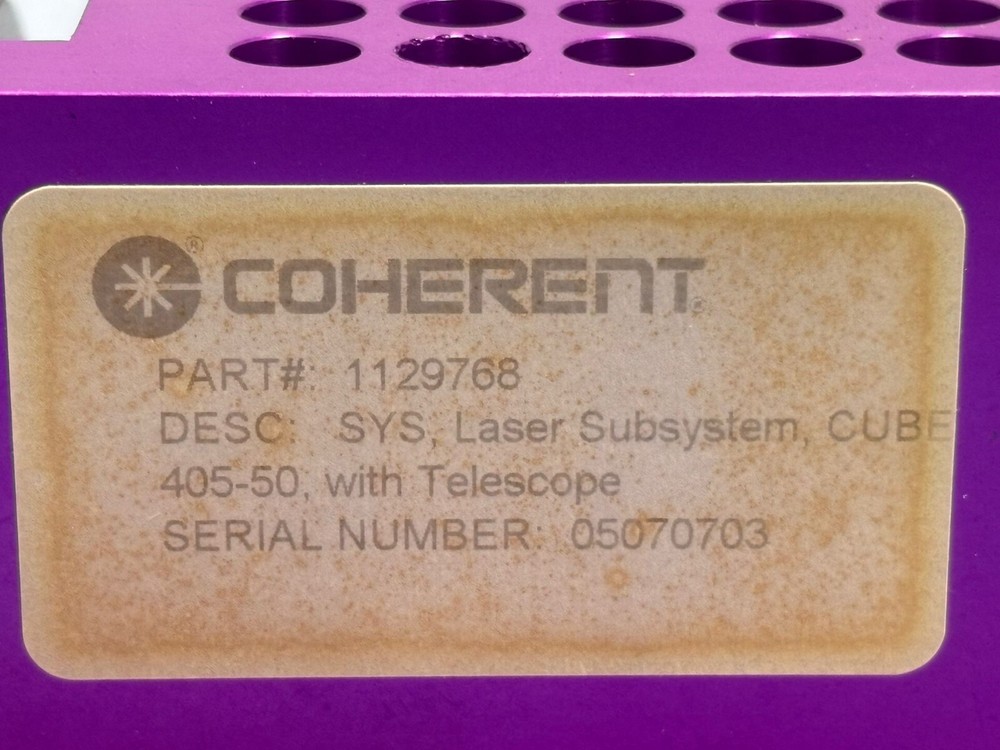 COHERENT®
PART#: 1129768
DESC: SYS, Laser Subsystem, CUBE
405-50, with Telescope
SERIAL NUMBER: 05070703